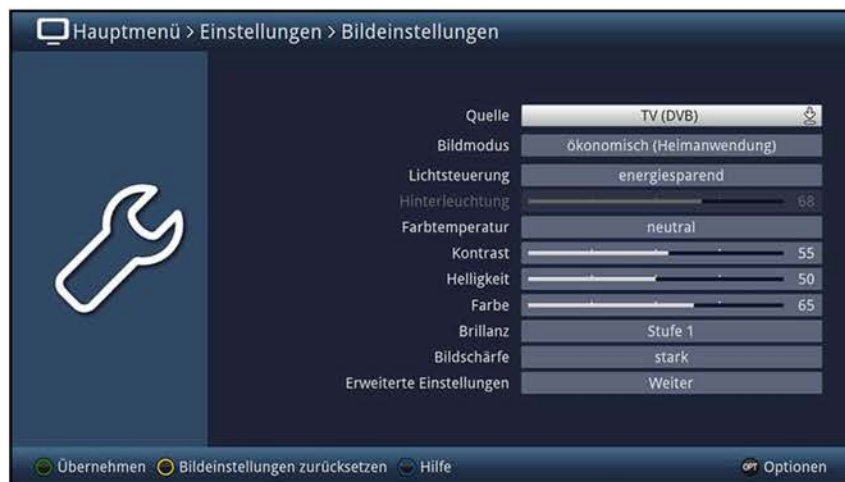 Hauptmenü > Einstellungen > Bildeinstellungen
Quelle TV (DVB)
Bildmodus ökonomisch (Heimanwendung)
Lichtsteuerung energiesparend
Hinterleuchtung 68
Farbtemperatur neutral
Kontrast 55
Helligkeit 50
Farbe 65
Brillanz Stufe 1
Bildschärfe stark
Erweiterte Einstellungen Weiter
Übernehmen Bildeinstellungen zurücksetzen Hilfe OPT Optionen